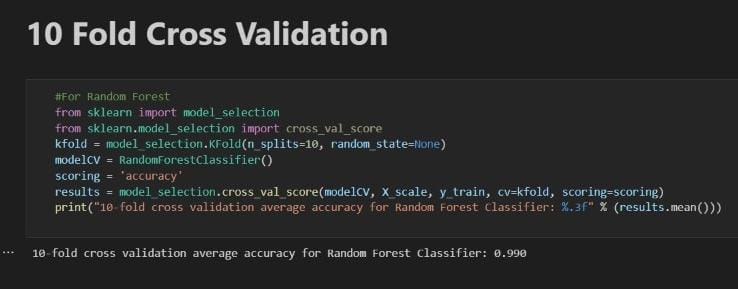 10 Fold Cross Validation
#For Random Forest
from sklearn import model_selection
from sklearn.model_selection import cross_val_score
kfold = model_selection.KFold(n_splits=10, random_state=None)
modelCV = RandomForestClassifier()
scoring = 'accuracy'
results = model_selection.cross_val_score(modelCV, X_scale, y_train, cv=kfold, scoring=scoring)
print("10-fold cross validation average accuracy for Random Forest Classifier: %.3f" % (results.mean()))
... 10-fold cross validation average accuracy for Random Forest Classifier: 0.990